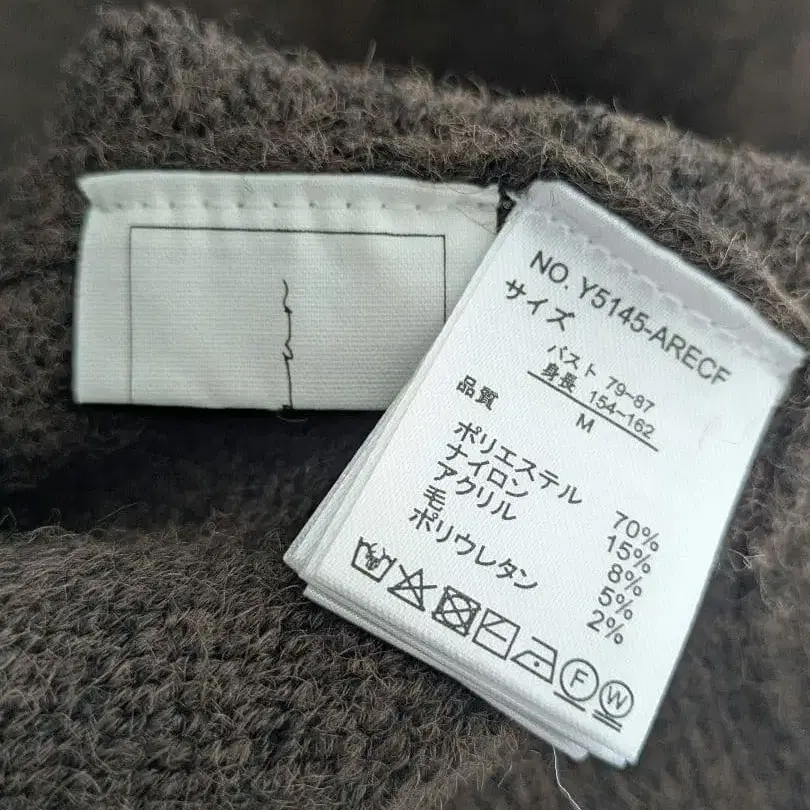 NO. Y5145-ARECF
サイズ
バスト 79~87
身長 154~162
M
品質
ポリエステル 70%
ナイロン 15%
アクリル 8%
毛 5%
ポリウレタン 2%
F W